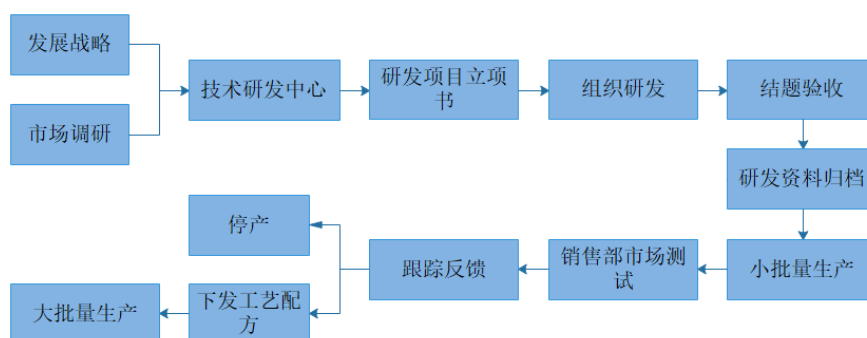 发展战略
市场调研
技术研发中心
研发项目立项
书
组织研发
结题验收
研发资料归档
小批量生产
销售部市场测
试
跟踪反馈
停产
下发工艺配
方
大批量生产